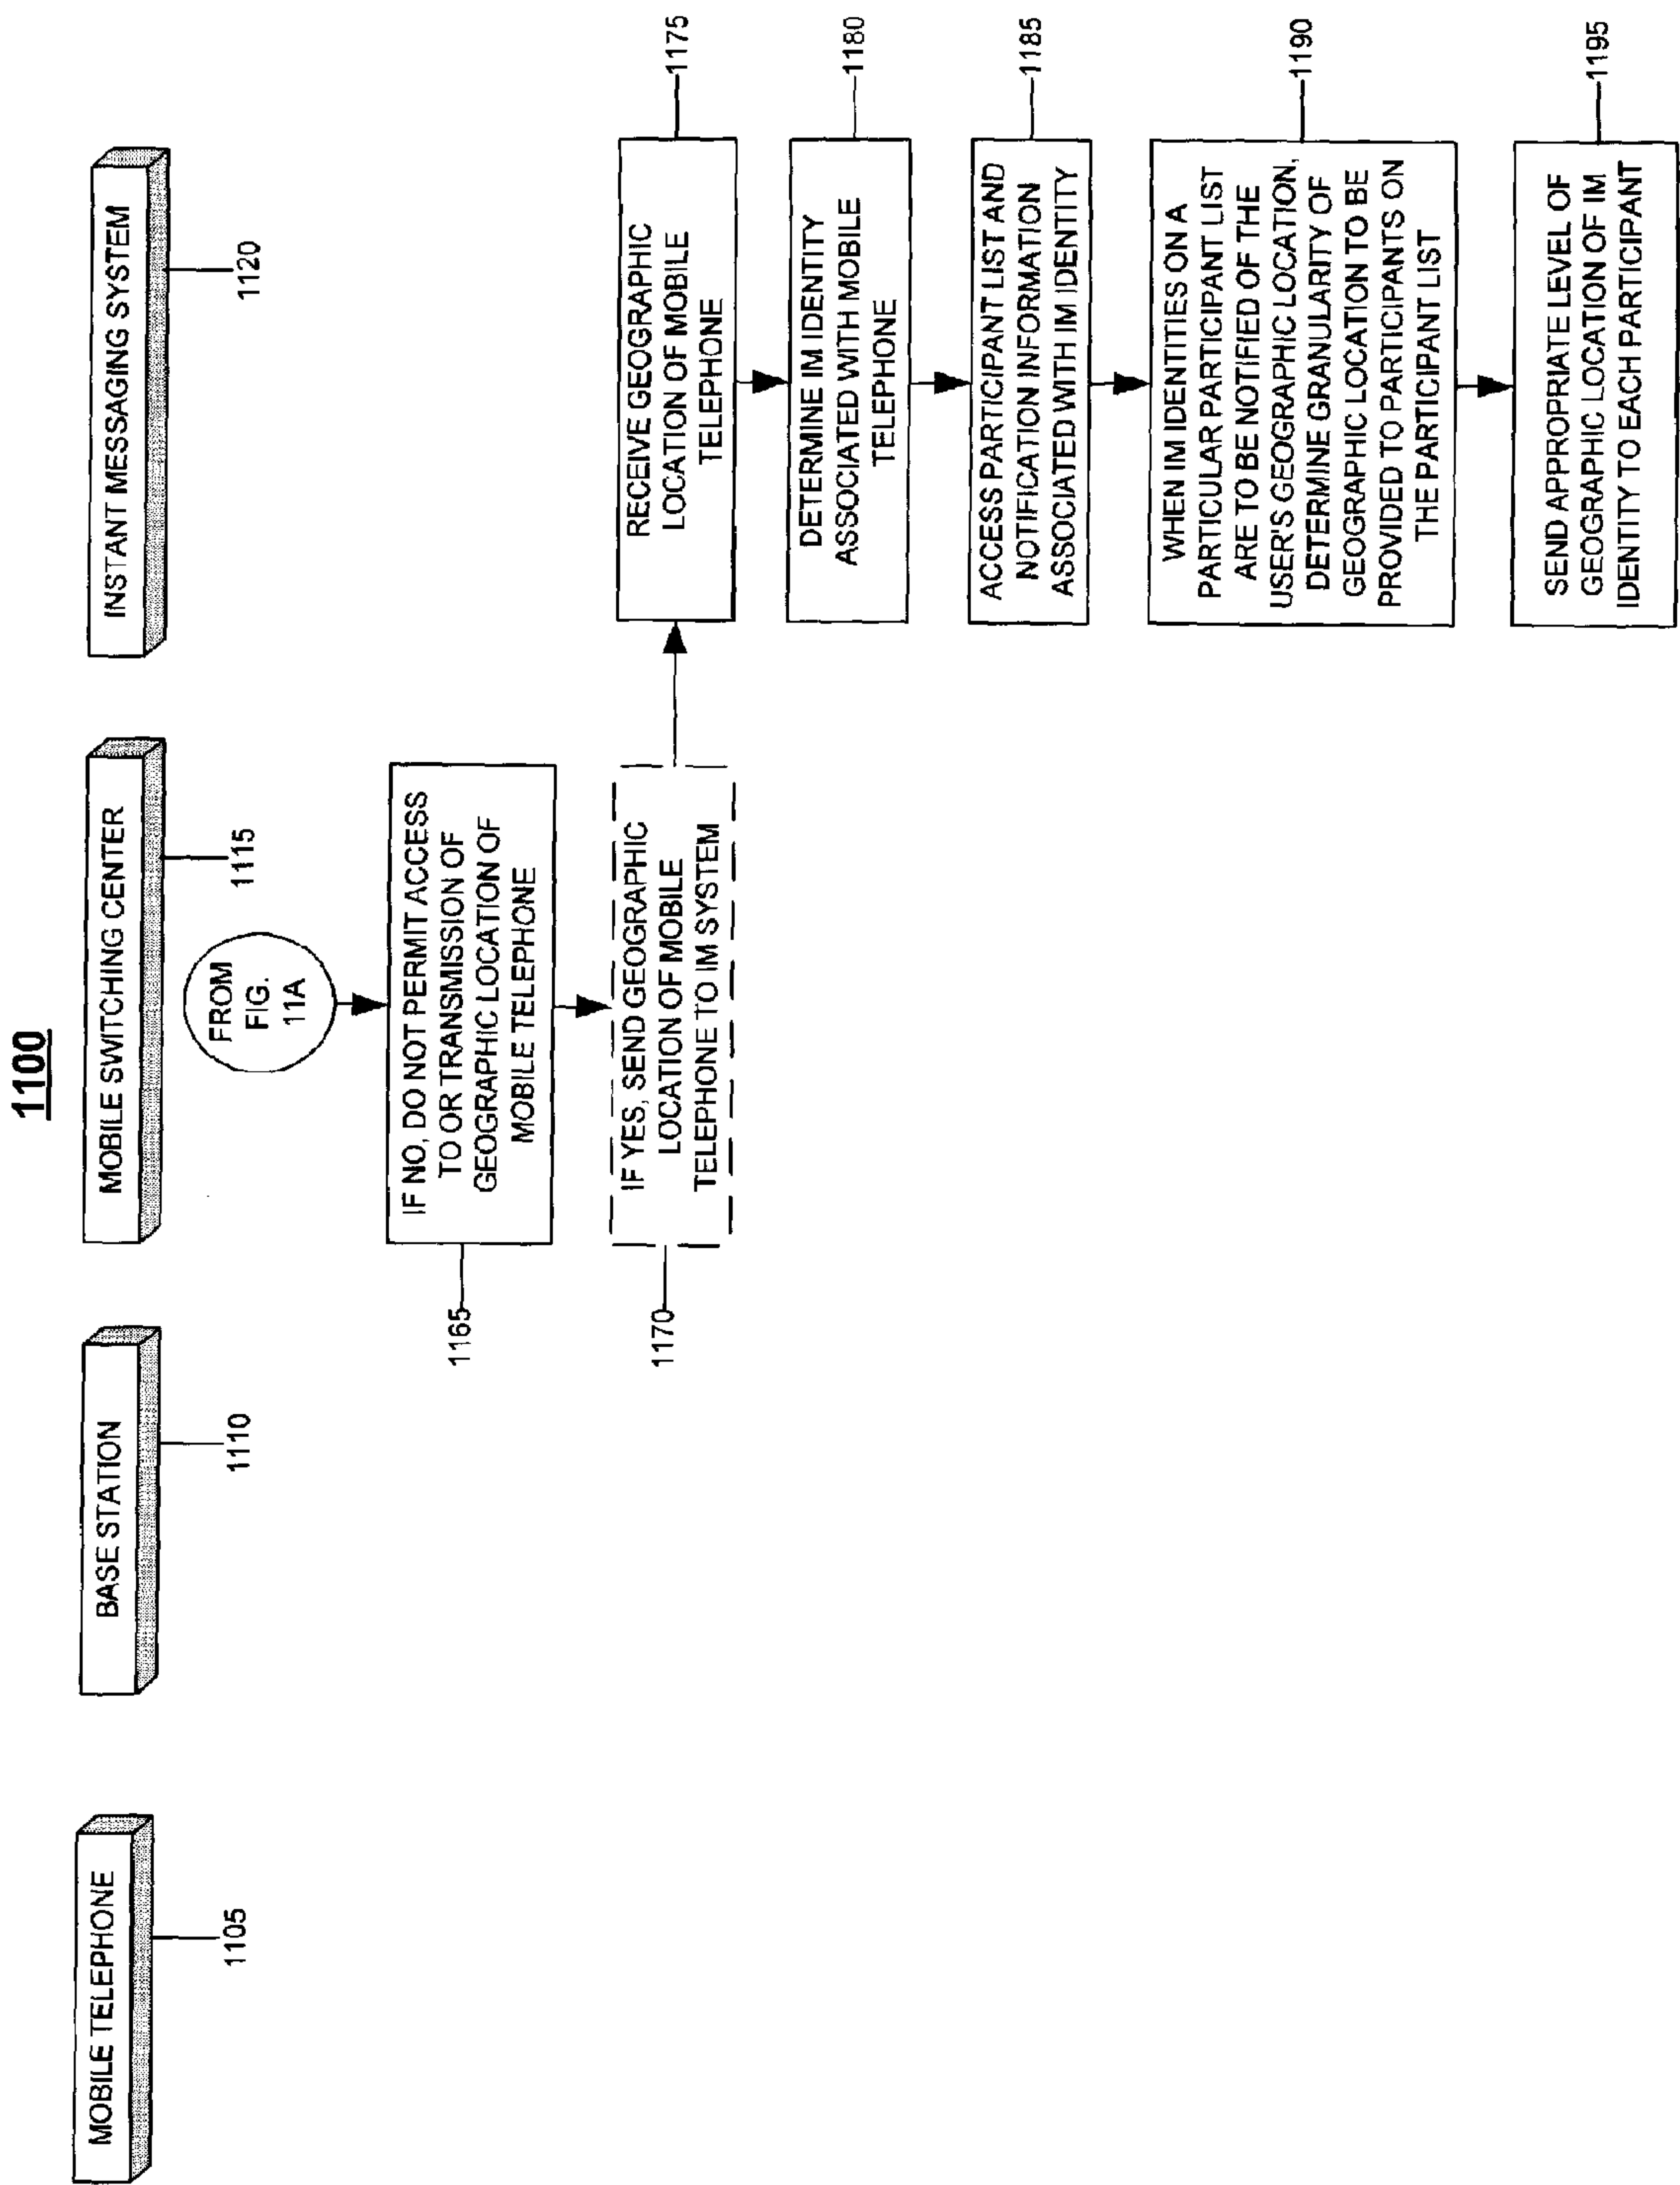 1100
MOBILE TELEPHONE
1105
BASE STATION
1110
MOBILE SWITCHING CENTER
1115
INSTANT MESSAGING SYSTEM
1120
FROM
FIG.
11A
1165
IF NO, DO NOT PERMIT ACCESS
TO OR TRANSMISSION OF
GEOGRAPHIC LOCATION OF
MOBILE TELEPHONE
1170
IF YES, SEND GEOGRAPHIC
LOCATION OF MOBILE
TELEPHONE TO IM SYSTEM
RECEIVE GEOGRAPHIC
LOCATION OF MOBILE
TELEPHONE
1175
DETERMINE IM IDENTITY
ASSOCIATED WITH MOBILE
TELEPHONE
1180
ACCESS PARTICIPANT LIST AND
NOTIFICATION INFORMATION
ASSOCIATED WITH IM IDENTITY
1185
WHEN IM IDENTITIES ON A
PARTICULAR PARTICIPANT LIST
ARE TO BE NOTIFIED OF THE
USER'S GEOGRAPHIC LOCATION,
DETERMINE GRANULARITY OF
GEOGRAPHIC LOCATION TO BE
PROVIDED TO PARTICIPANTS ON
THE PARTICIPANT LIST
1190
SEND APPROPRIATE LEVEL OF
GEOGRAPHIC LOCATION OF IM
IDENTITY TO EACH PARTICIPANT
1195